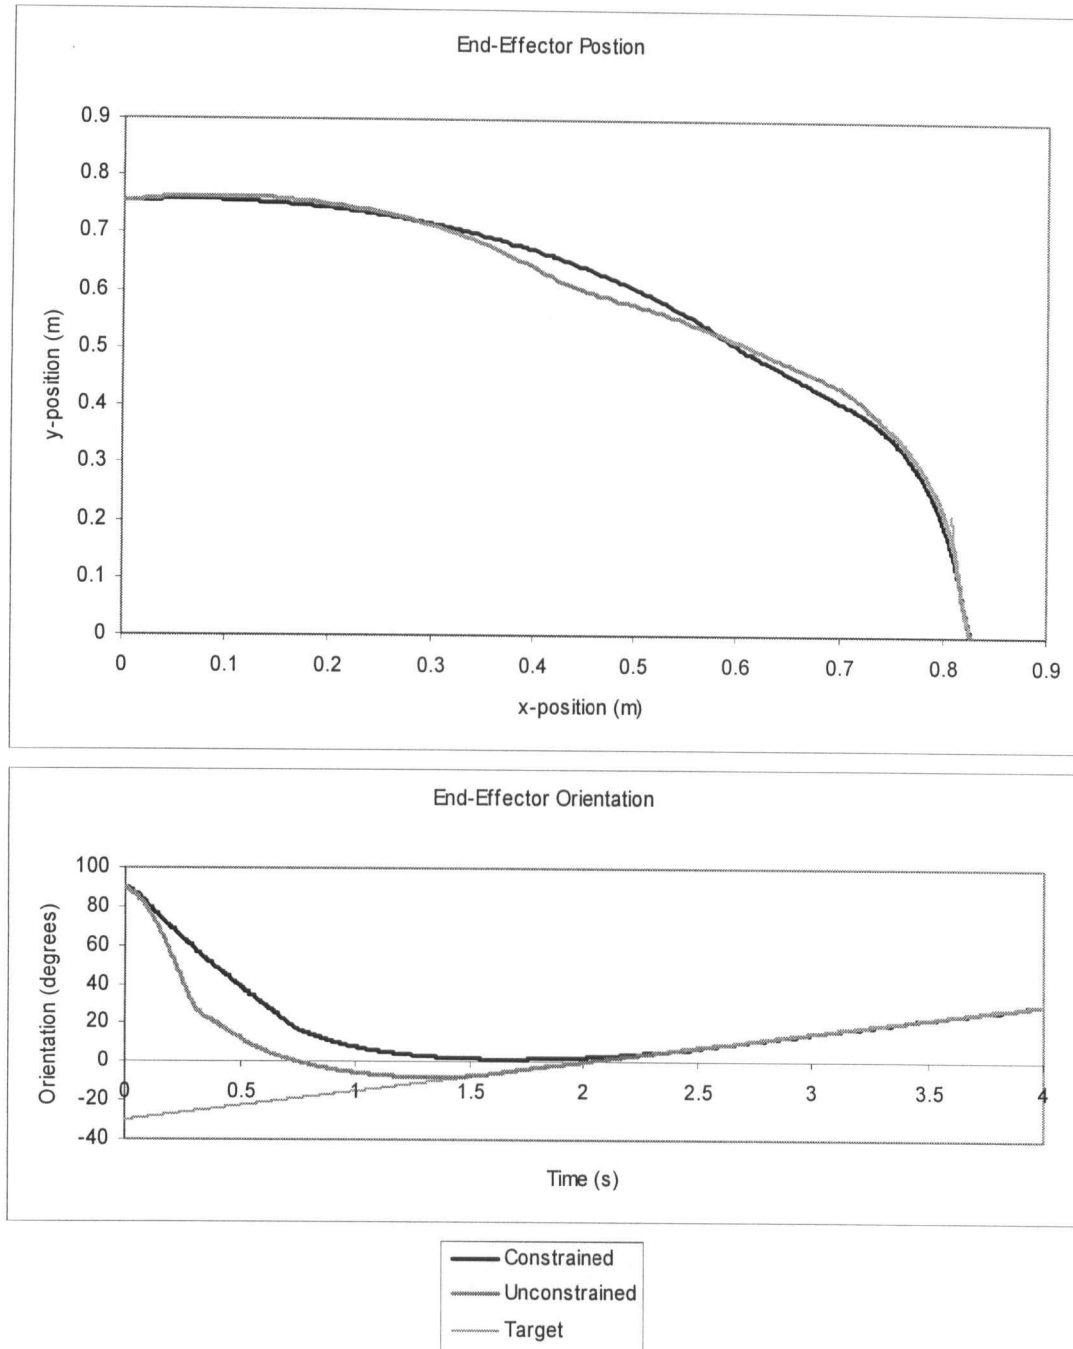 End-Effector Postion
0.9
0.8
0.7
0.6
0.5
0.4
0.3
0.2
0.1
0
y-position (m)
0 0.1 0.2 0.3 0.4 0.5 0.6 0.7 0.8 0.9
x-position (m)
End-Effector Orientation
100
80
60
40
20
0
-20
-40
Orientation (degrees)
0 0.5 1 1.5 2 2.5 3 3.5 4
Time (s)
Constrained
Unconstrained
Target